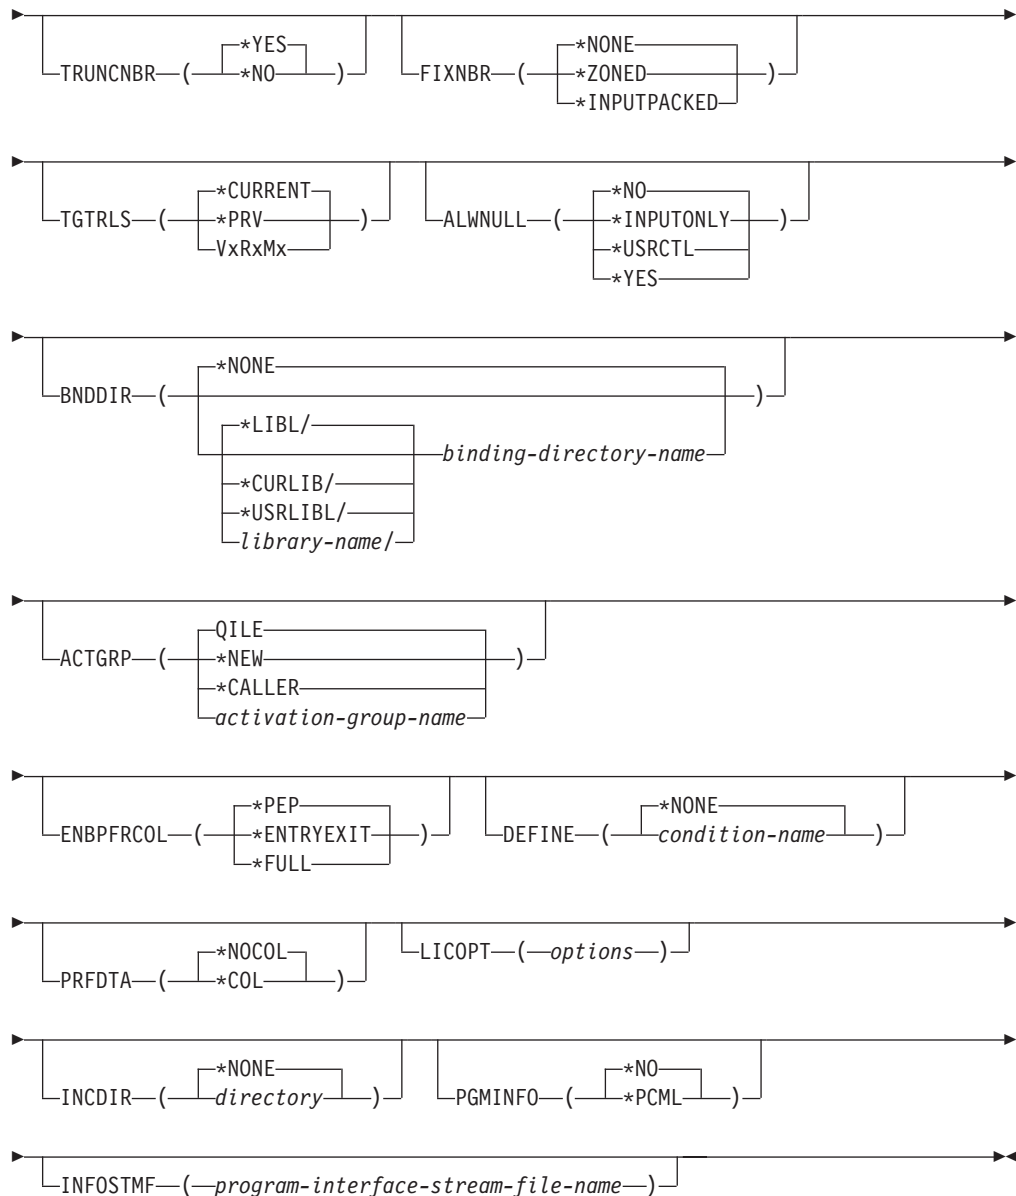 *YES
TRUNCNBR ( *NO )
*NONE
FIXNBR ( *ZONED )
*INPUTPACKED
*CURRENT
TGTRLS ( *PRV )
VxRxMx
*NO
ALWNULL ( *INPUTONLY )
*USRCTL
*YES
*NONE
BNDDIR ( )
*LIBL/
binding-directory-name
*CURLIB/
*USRLIBL/
library-name/
QILE
ACTGRP ( *NEW )
*CALLER
activation-group-name
*PEP
ENBPFRCOL ( *ENTRYEXIT )
*FULL
*NONE
DEFINE ( condition-name )
*NOCOL
PRFDTA ( *COL )
LICOPT ( options )
*NONE
INCDIR ( directory )
*NO
PGMINFO ( *PCML )
INFOSTMF ( program-interface-stream-file-name )